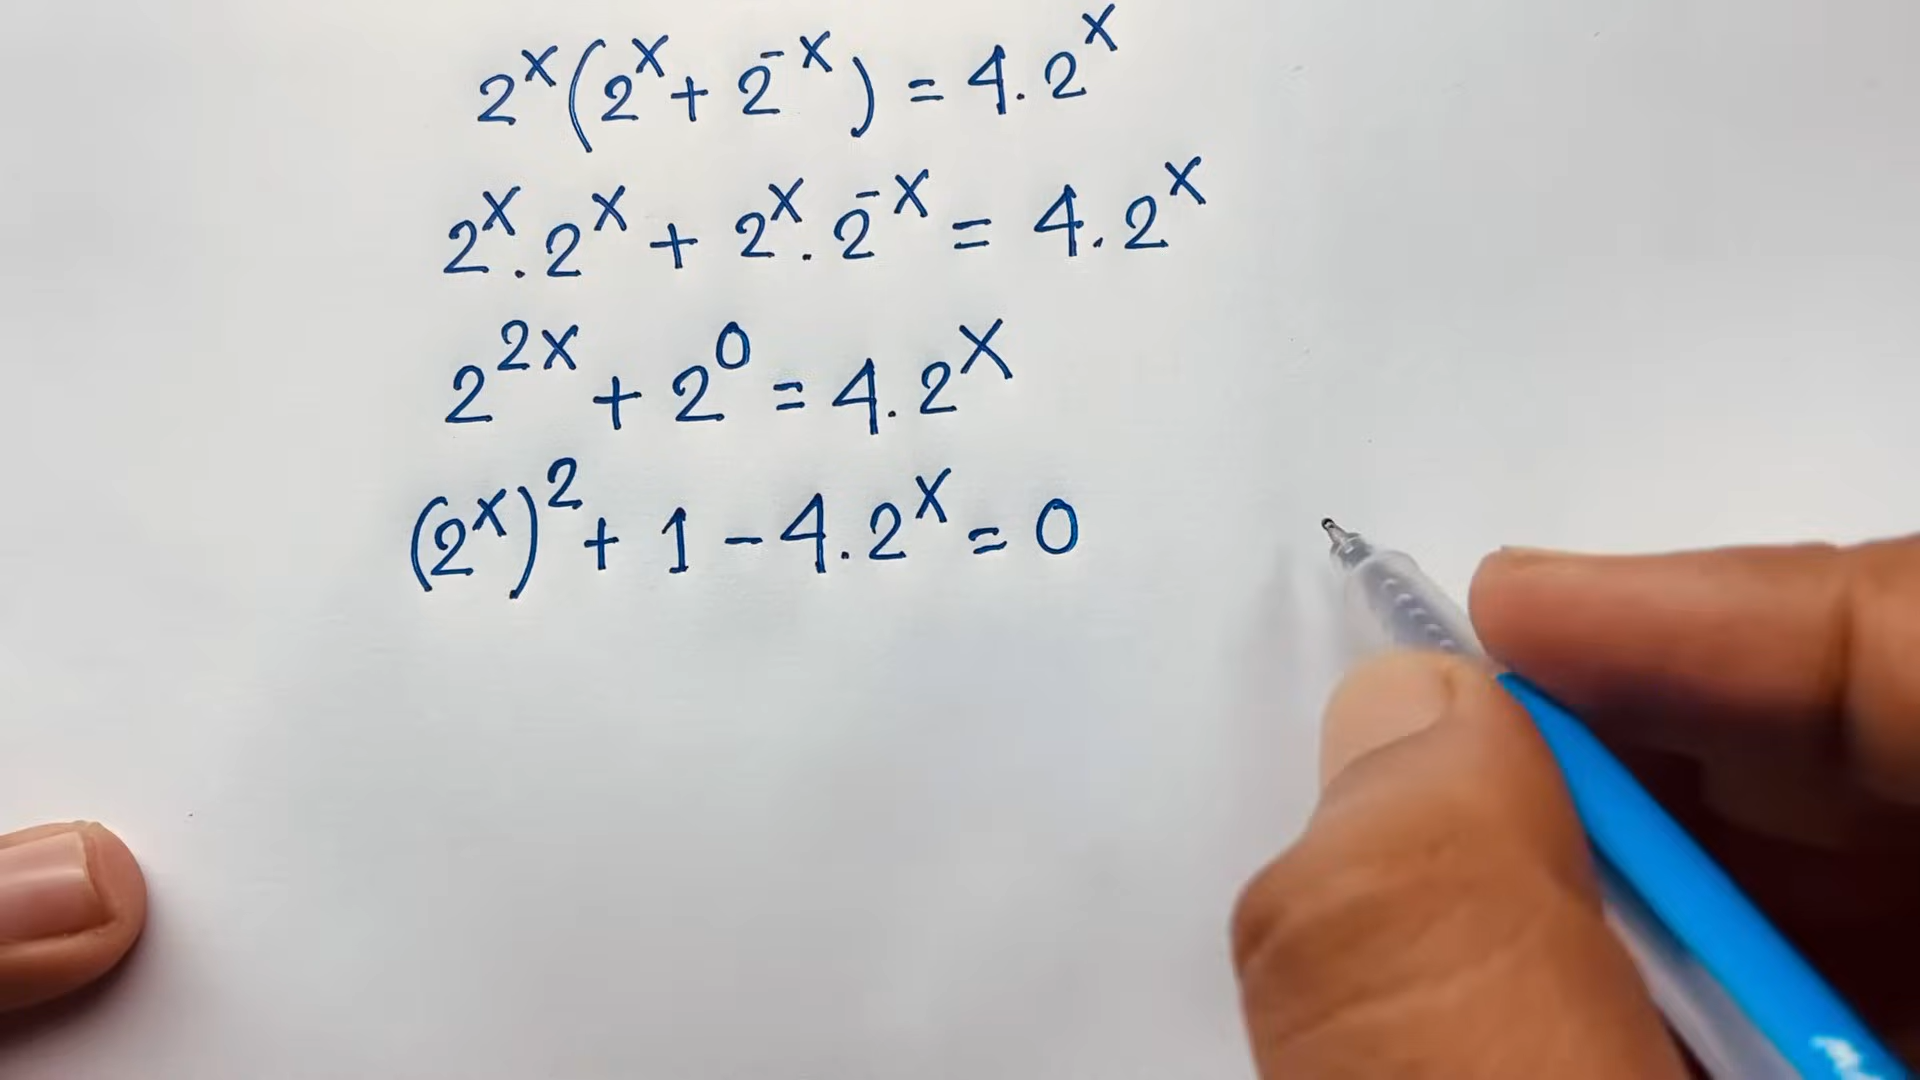 2^x(2^x + 2^-x) = 4.2^x
2^x.2^x + 2^x.2^-x = 4.2^x
2^2x + 2^0 = 4.2^x
(2^x)^2 + 1 - 4.2^x = 0